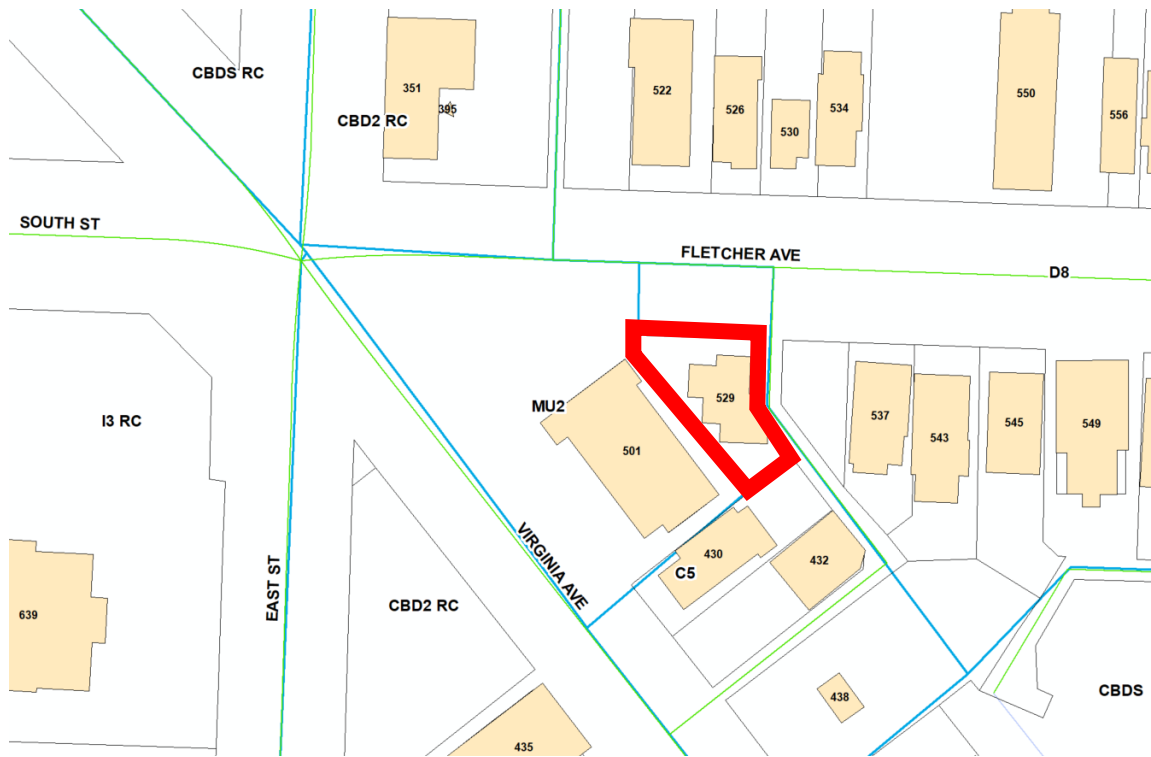 CBDS RC
351
395
CBD2 RC
522
526
530
534
550
556
SOUTH ST
FLETCHER AVE
D8
I3 RC
MU2
529
501
537
543
545
549
VIRGINIA AVE
430
C5
432
EAST ST
CBD2 RC
639
438
CBDS
435